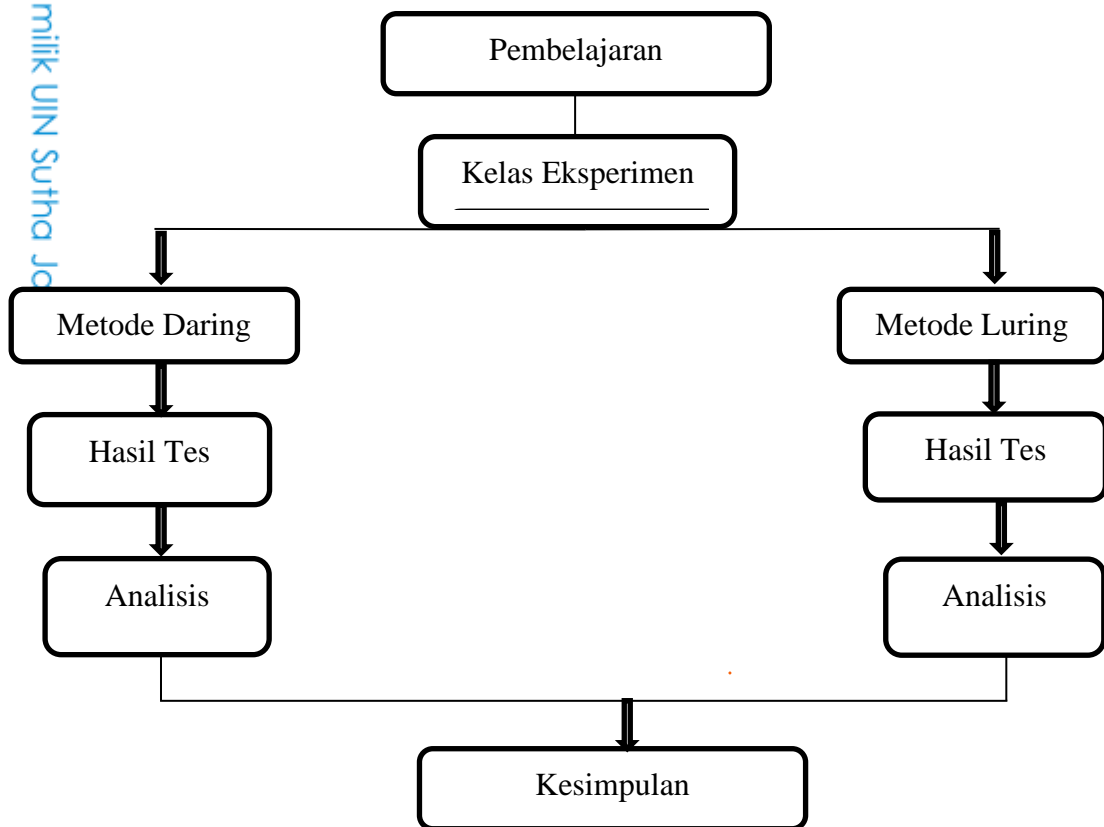 milik UIN Sutha Ja
Pembelajaran
Kelas Eksperimen
Metode Daring
Metode Luring
Hasil Tes
Hasil Tes
Analisis
Analisis
Kesimpulan